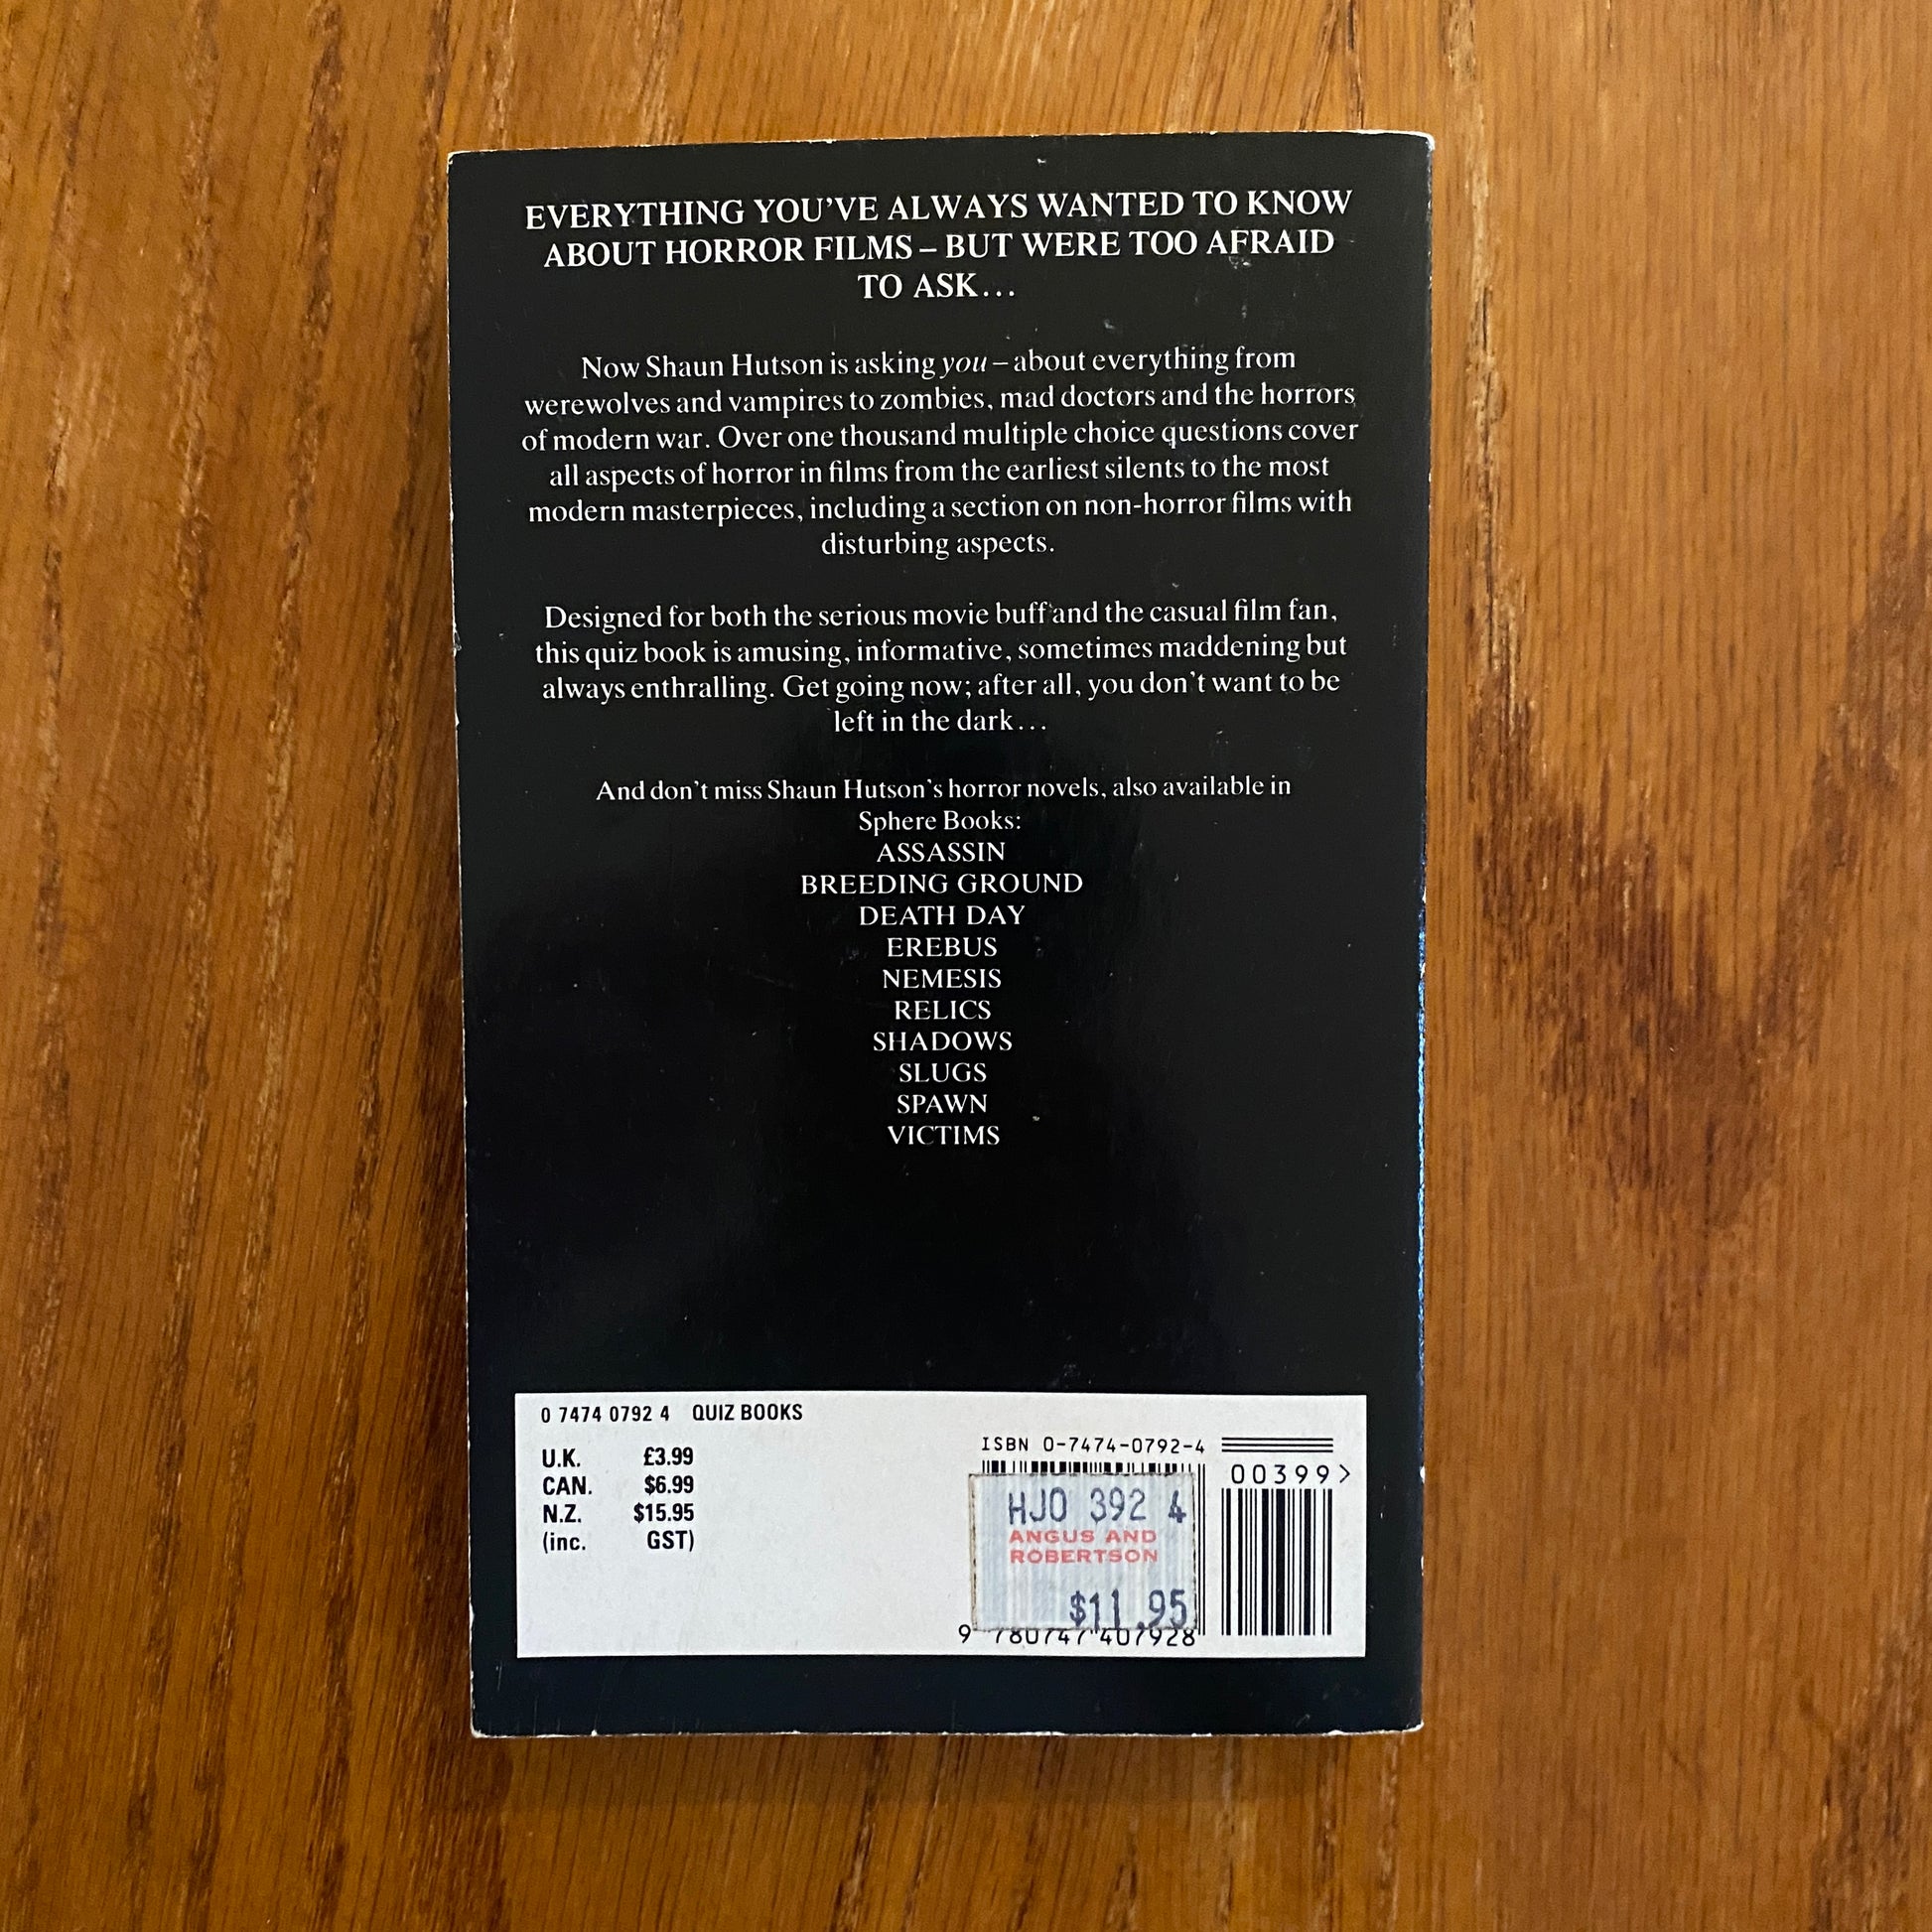 EVERYTHING YOU'VE ALWAYS WANTED TO KNOW
ABOUT HORROR FILMS – BUT WERE TOO AFRAID
TO ASK...
Now Shaun Hutson is asking you – about everything from
werewolves and vampires to zombies, mad doctors and the horrors
of modern war. Over one thousand multiple choice questions cover
all aspects of horror in films from the earliest silents to the most
modern masterpieces, including a section on non-horror films with
disturbing aspects.
Designed for both the serious movie buff and the casual film fan,
this quiz book is amusing, informative, sometimes maddening but
always enthralling. Get going now; after all, you don't want to be
left in the dark...
And don't miss Shaun Hutson's horror novels, also available in
Sphere Books:
ASSASSIN
BREEDING GROUND
DEATH DAY
EREBUS
NEMESIS
RELICS
SHADOWS
SLUGS
SPAWN
VICTIMS
0 7474 0792 4 QUIZ BOOKS
U.K. £3.99
CAN. $6.99
N.Z. $15.95
(inc. GST)
ISBN 0-7474-0792-4
00399>
HJO 392 4
ANGUS AND
ROBERTSON
$11.95
9 780747 407928